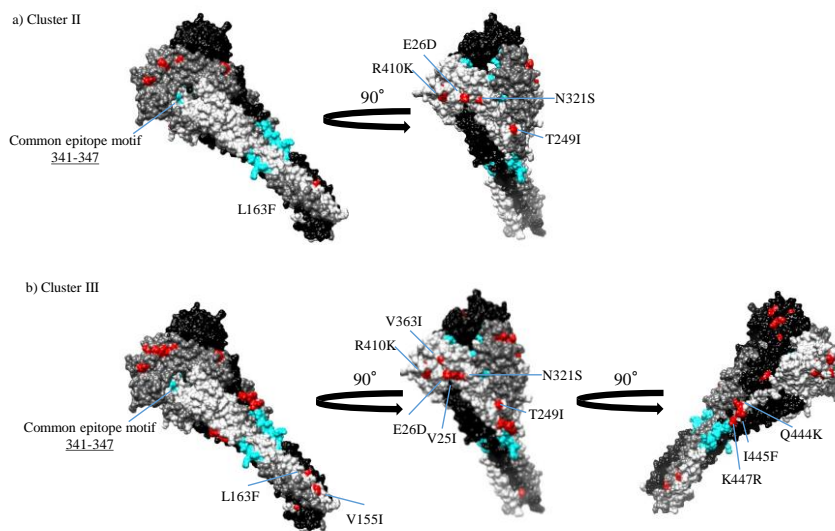 a) Cluster II
E26D
R410K
90°
N321S
T249I
Common epitope motif
341-347
L163F
b) Cluster III
V363I
R410K
90°
N321S
90°
T249I
E26D
V25I
Common epitope motif
341-347
Q444K
I445F
K447R
L163F
V155I